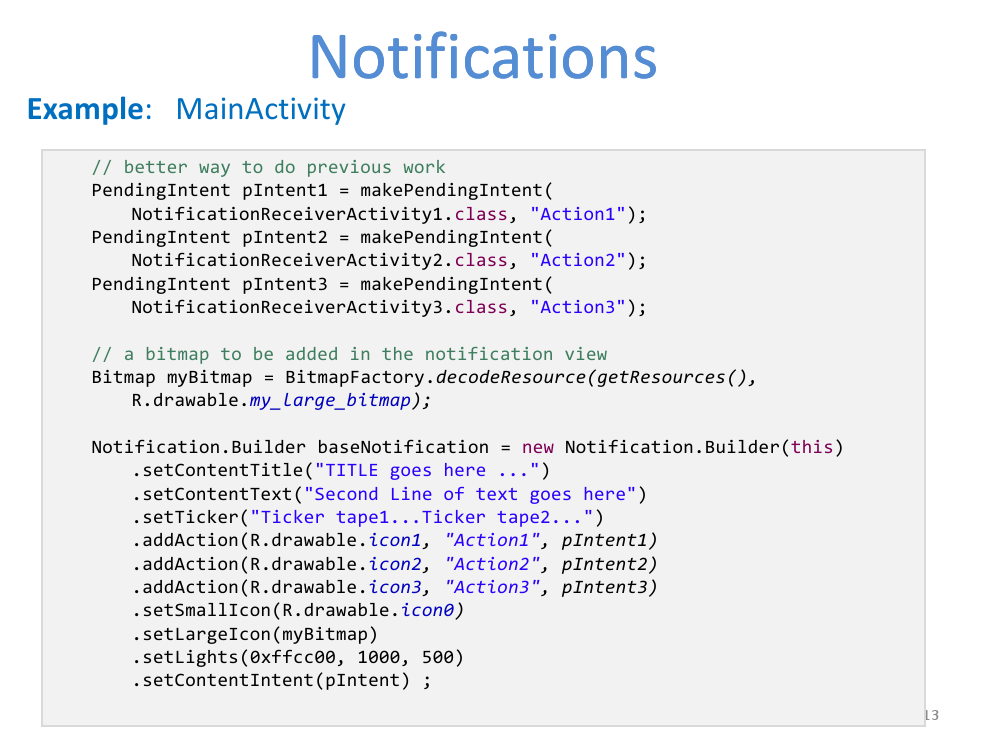 Notifications
Example:   MainActivity
// better way to do previous work
PendingIntent pIntent1 = makePendingIntent(
NotificationReceiverActivity1.class, "Action1");
PendingIntent pIntent2 = makePendingIntent(
NotificationReceiverActivity2.class, "Action2");
PendingIntent pIntent3 = makePendingIntent(
NotificationReceiverActivity3.class, "Action3");
// a bitmap to be added in the notification view
Bitmap myBitmap = BitmapFactory.decodeResource(getResources(),
R.drawable.my_large_bitmap);
Notification.Builder baseNotification = new Notification.Builder(this)
.setContentTitle("TITLE goes here ...")
.setContentText("Second Line of text goes here")
.setTicker("Ticker tape1...Ticker tape2...")
.addAction(R.drawable.icon1, "Action1", pIntent1)
.addAction(R.drawable.icon2, "Action2", pIntent2)
.addAction(R.drawable.icon3, "Action3", pIntent3)
.setSmallIcon(R.drawable.icon0)
.setLargeIcon(myBitmap)
.setLights(0xffcc00, 1000, 500)
.setContentIntent(pIntent) ;
13